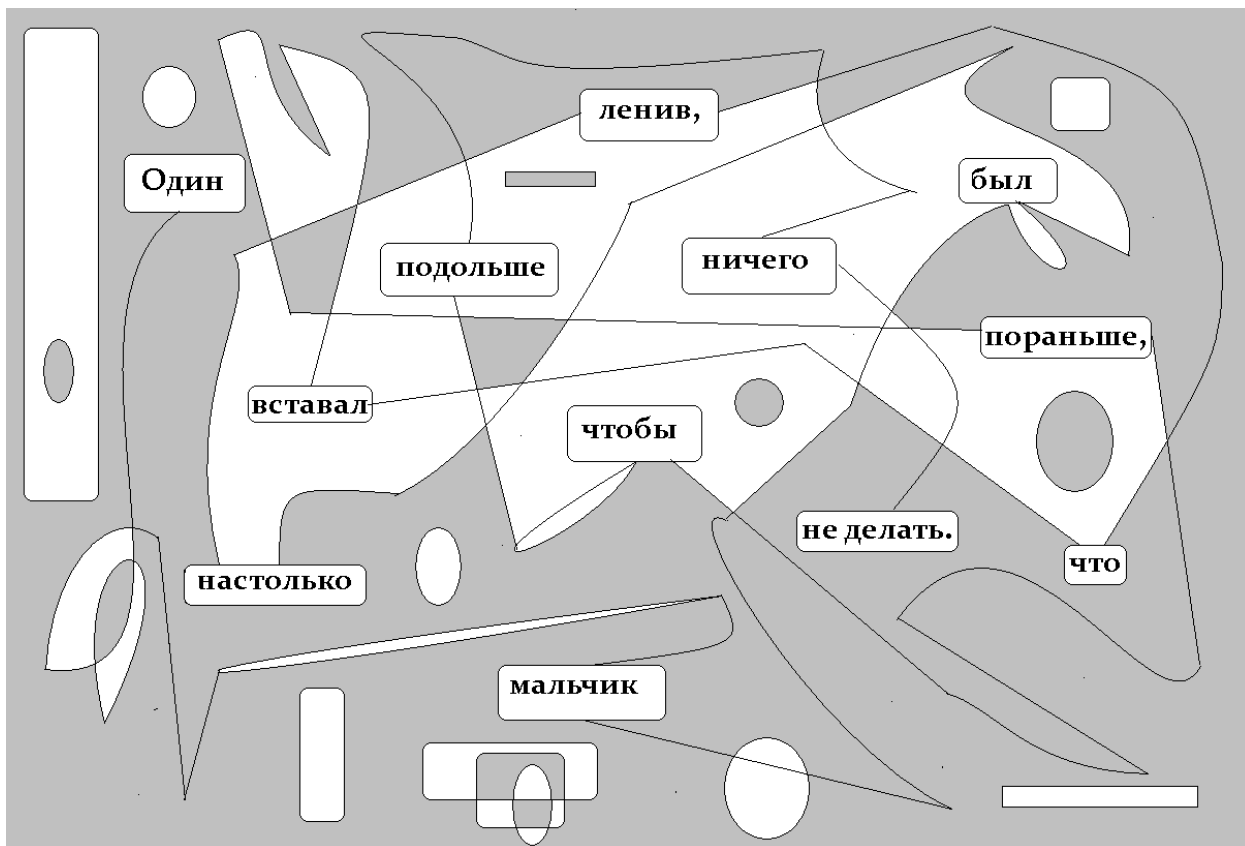 Один
мальчик
был
настолько
ленив,
что
вставал
пораньше,
чтобы
подольше
ничего
не делать.